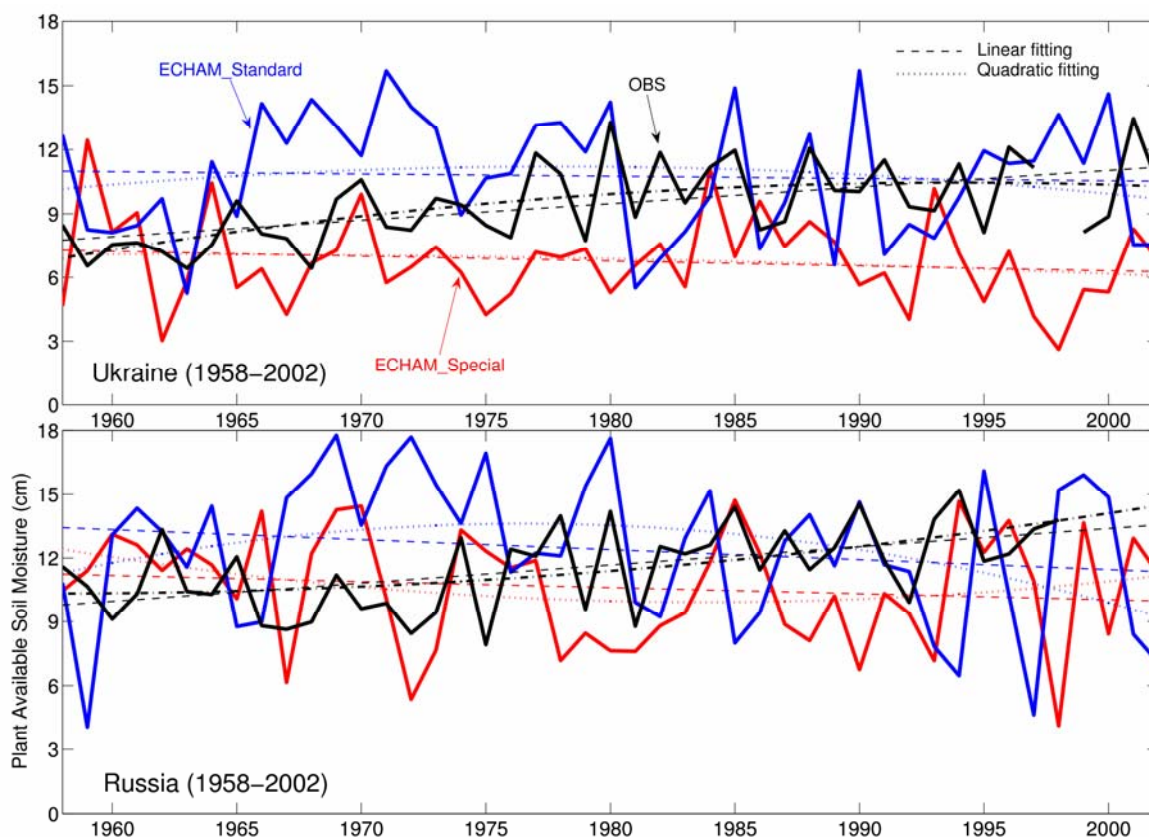 18
15
12
9
6
3
0
ECHAM_Standard
OBS
Linear fitting
Quadratic fitting
ECHAM_Special
Ukraine (1958−2002)
1960 1965 1970 1975 1980 1985 1990 1995 2000
Plant Available Soil Moisture (cm)
18
15
12
9
6
3
0
Russia (1958−2002)
1960 1965 1970 1975 1980 1985 1990 1995 2000